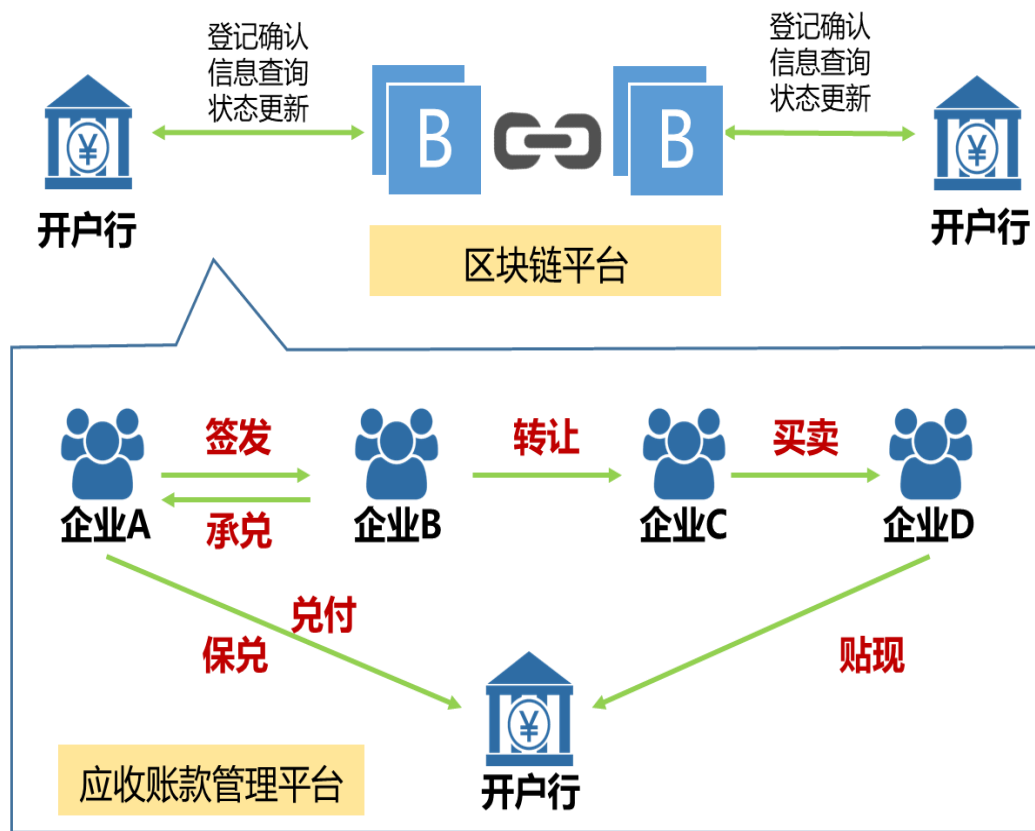 登记确认
信息查询
状态更新
登记确认
信息查询
状态更新
B
B
¥
¥
开户行
开户行
区块链平台
签发
转让
买卖
企业A
承兑
企业B
企业C
企业D
兑付
保兑
贴现
¥
应收账款管理平台
开户行